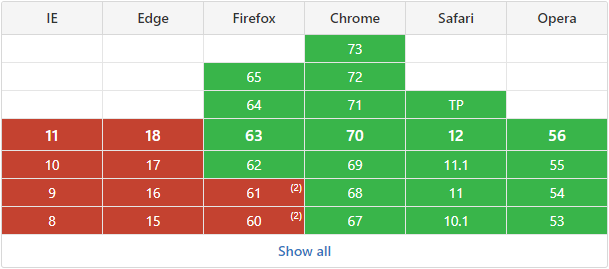 IE Edge Firefox Chrome Safari Opera
73
65 72
64 71 TP
11 18 63 70 12 56
10 17 62 69 11.1 55
9 16 61 (2) 68 11 54
8 15 60 (2) 67 10.1 53
Show all